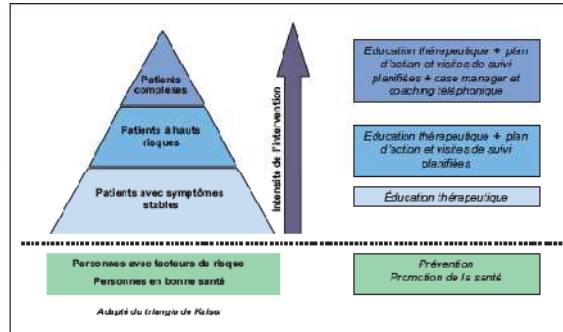 Patients
complexes
Patients à hauts
risques
Patients avec symptômes
stables
Intensité de l'intervention
Education thérapeutique + plan
d'action et visites de suivi
planifiées + case manager et
coaching téléphonique
Education thérapeutique + plan
d'action et visites de suivi
planifiées
Éducation thérapeutique
Personnes avec facteurs de risque
Personnes en bonne santé
Prévention
Promotion de la santé
Adapté du triangle de Kaiser